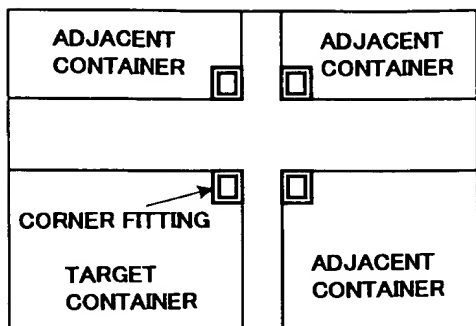 ADJACENT
CONTAINER
ADJACENT
CONTAINER
CORNER FITTING
TARGET
CONTAINER
ADJACENT
CONTAINER